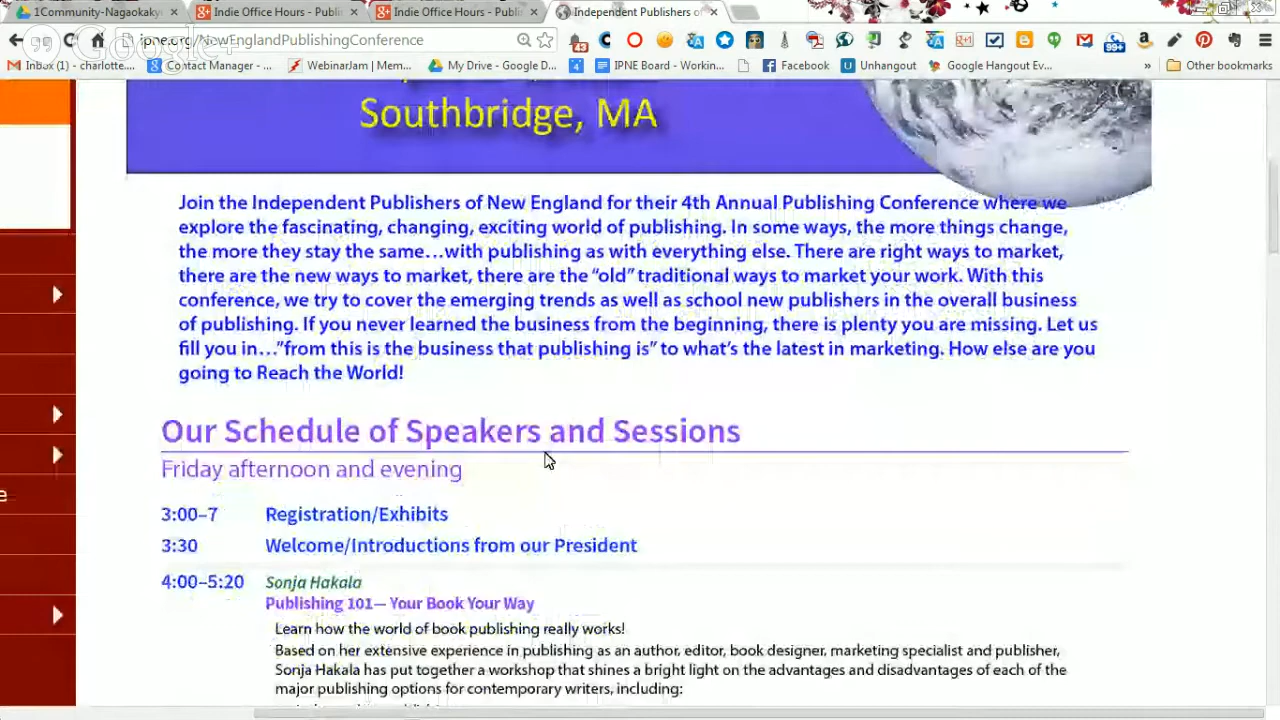 1Community-Nagaokaky
Indie Office Hours - Publi
Indie Office Hours - Publi
Independent Publishers o
ipne.org/NewEnglandPublishingConference
Google+
43
99+
Inbox (1) - charlotte....
Contact Manager - ...
WebinarJam | Mem...
My Drive - Google D...
4
IPNE Board - Workin...
Facebook
Unhangout
Google Hangout Ev...
»
Other bookmarks
Southbridge, MA
Join the Independent Publishers of New England for their 4th Annual Publishing Conference where we
explore the fascinating, changing, exciting world of publishing. In some ways, the more things change,
the more they stay the same…with publishing as with everything else. There are right ways to market,
there are the new ways to market, there are the “old” traditional ways to market your work. With this
conference, we try to cover the emerging trends as well as school new publishers in the overall business
of publishing. If you never learned the business from the beginning, there is plenty you are missing. Let us
fill you in…”from this is the business that publishing is” to what’s the latest in marketing. How else are you
going to Reach the World!
Our Schedule of Speakers and Sessions
Friday afternoon and evening
3:00–7 Registration/Exhibits
3:30 Welcome/Introductions from our President
e
4:00–5:20 Sonja Hakala
Publishing 101— Your Book Your Way
Learn how the world of book publishing really works!
Based on her extensive experience in publishing as an author, editor, book designer, marketing specialist and publisher,
Sonja Hakala has put together a workshop that shines a bright light on the advantages and disadvantages of each of the
major publishing options for contemporary writers, including: